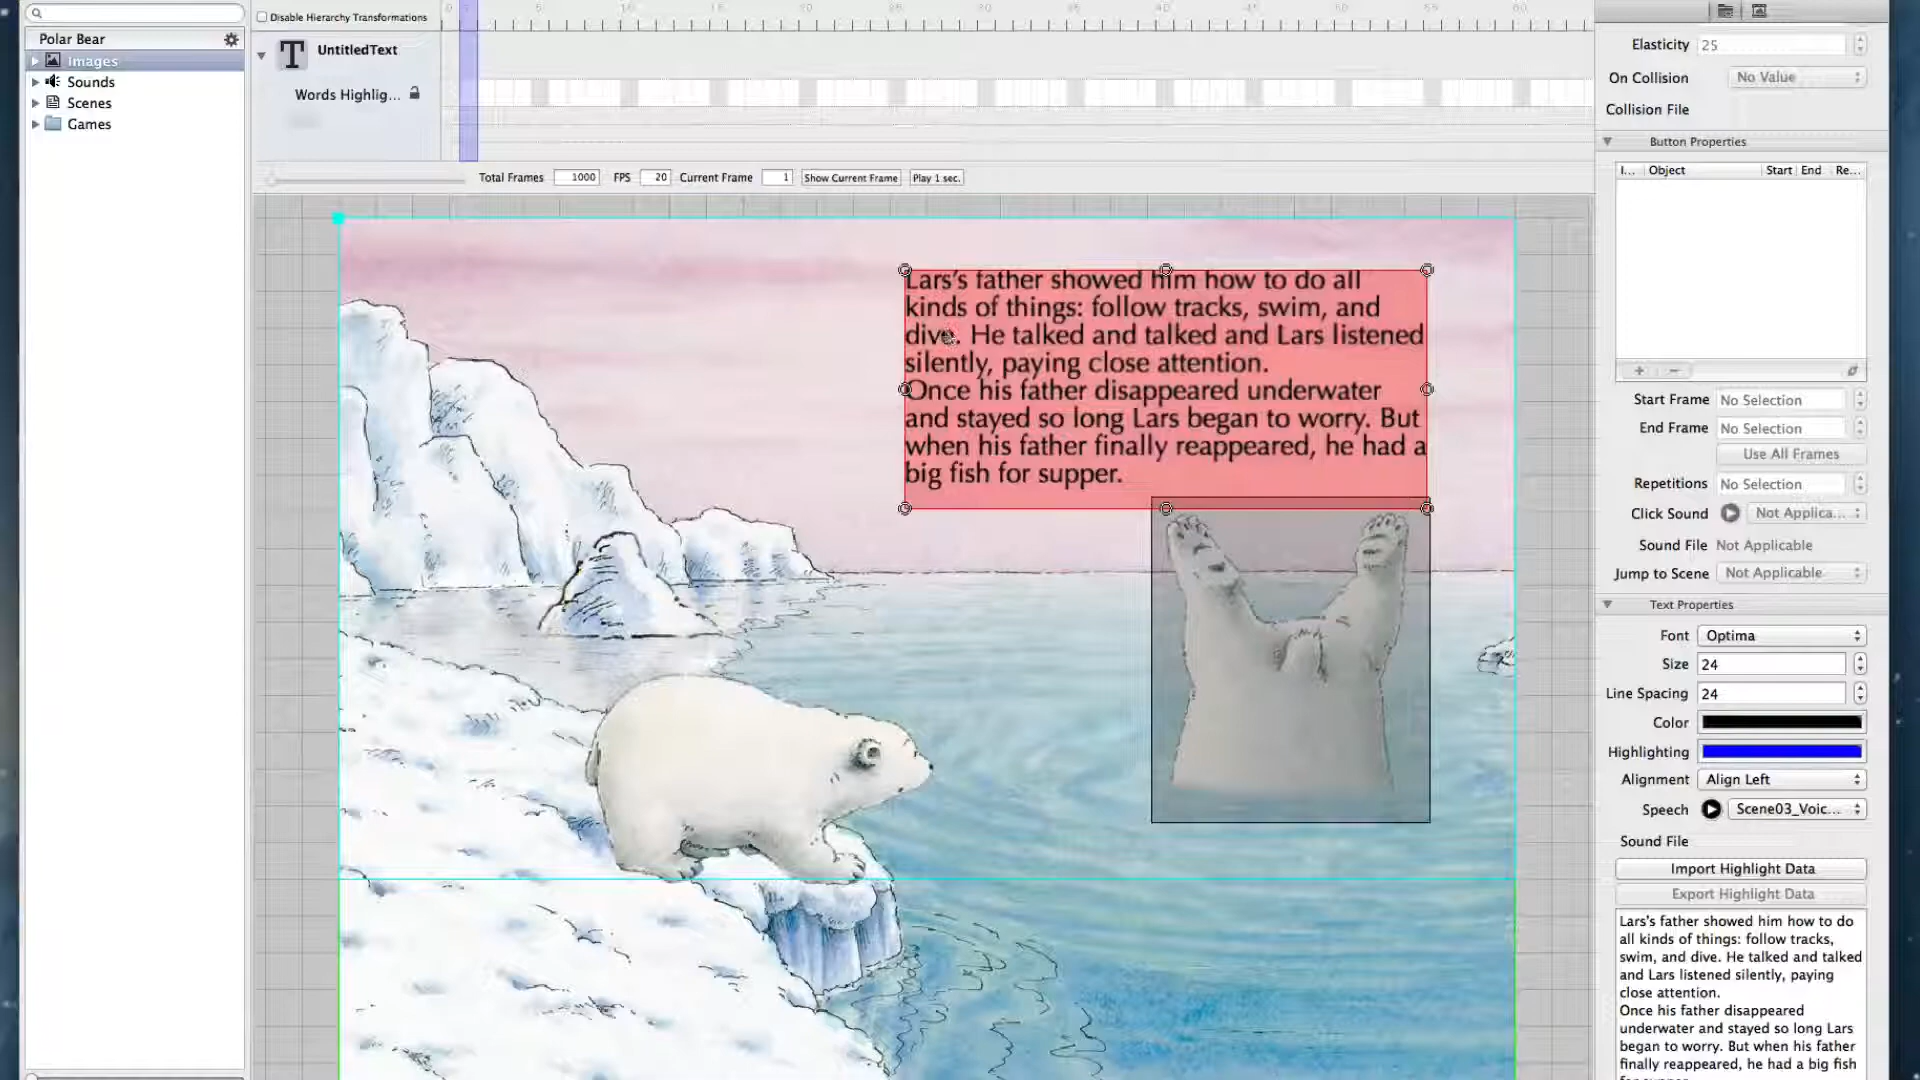 Polar Bear
Images
Sounds
Scenes
Games
Disable Hierarchy Transformations
UntitledText
Words Highlig...
Total Frames 1000 FPS 20 Current Frame 1 Show Current Frame Play 1 sec.
Lars's father showed him how to do all
kinds of things: follow tracks, swim, and
dive. He talked and talked and Lars listened
silently, paying close attention.
Once his father disappeared underwater
and stayed so long Lars began to worry. But
when his father finally reappeared, he had a
big fish for supper.
Elasticity 25
On Collision No Value
Collision File
Button Properties
I... Object Start End Re...
Start Frame No Selection
End Frame No Selection
Use All Frames
Repetitions No Selection
Click Sound Not Applica...
Sound File Not Applicable
Jump to Scene Not Applicable
Text Properties
Font Optima
Size 24
Line Spacing 24
Color
Highlighting
Alignment Align Left
Speech Scene03_Voic...
Sound File
Import Highlight Data
Export Highlight Data
Lars's father showed him how to do
all kinds of things: follow tracks,
swim, and dive. He talked and talked
and Lars listened silently, paying
close attention.
Once his father disappeared
underwater and stayed so long Lars
began to worry. But when his father
finally reappeared, he had a big fish